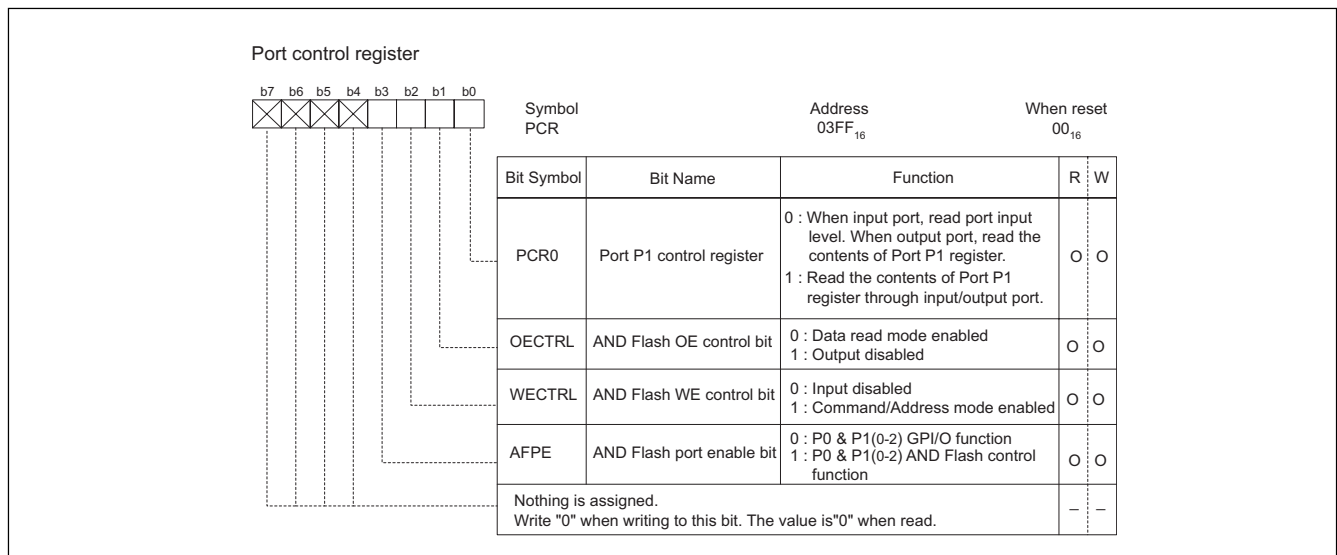 Port control register
b7 b6 b5 b4 b3 b2 b1 b0
Symbol Address When reset
PCR 03FF16 0016
Bit Symbol Bit Name Function R W
PCR0 Port P1 control register 0 : When input port, read port input
level. When output port, read the
contents of Port P1 register. O O
1 : Read the contents of Port P1
register through input/output port.
OECTRL AND Flash OE control bit 0 : Data read mode enabled O O
1 : Output disabled
WECTRL AND Flash WE control bit 0 : Input disabled O O
1 : Command/Address mode enabled
AFPE AND Flash port enable bit 0 : P0 & P1(0-2) GPI/O function O O
1 : P0 & P1(0-2) AND Flash control
function
Nothing is assigned. – –
Write "0" when writing to this bit. The value is"0" when read.